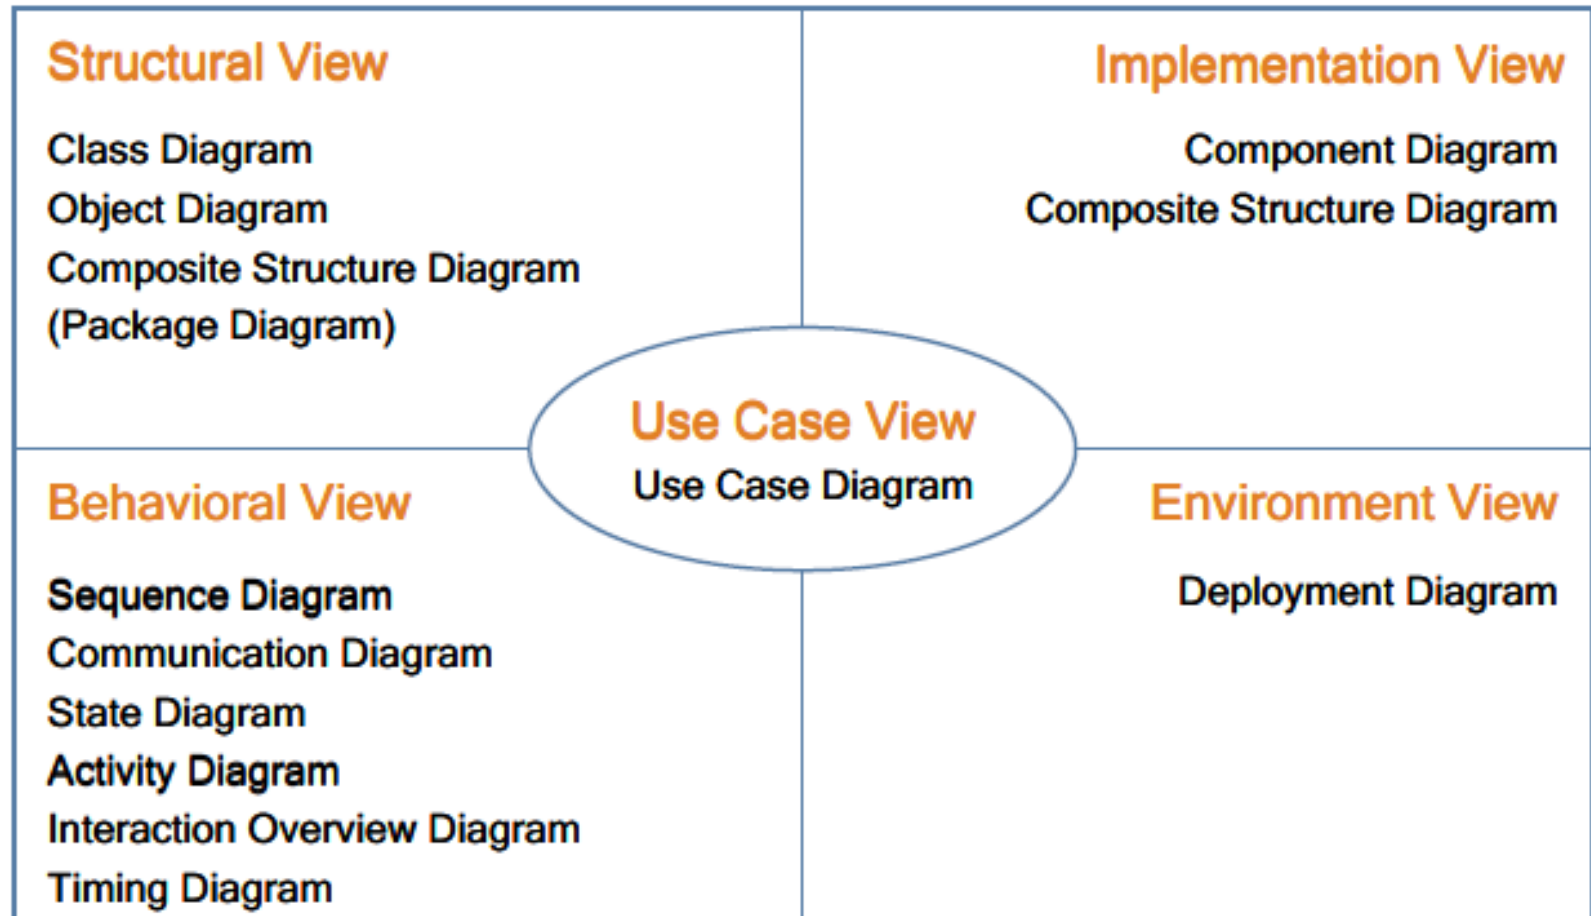 Structural View
Class Diagram
Object Diagram
Composite Structure Diagram
(Package Diagram)
Implementation View
Component Diagram
Composite Structure Diagram
Use Case View
Use Case Diagram
Behavioral View
Sequence Diagram
Communication Diagram
State Diagram
Activity Diagram
Interaction Overview Diagram
Timing Diagram
Environment View
Deployment Diagram